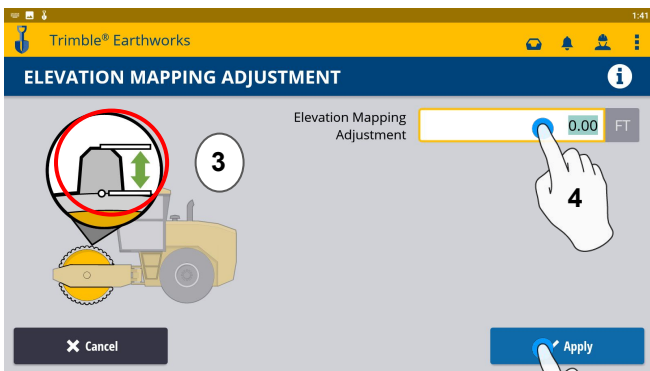 1:41
Trimble® Earthworks
ELEVATION MAPPING ADJUSTMENT
i
Elevation Mapping
Adjustment
0.00 FT
3
4
Cancel
Apply